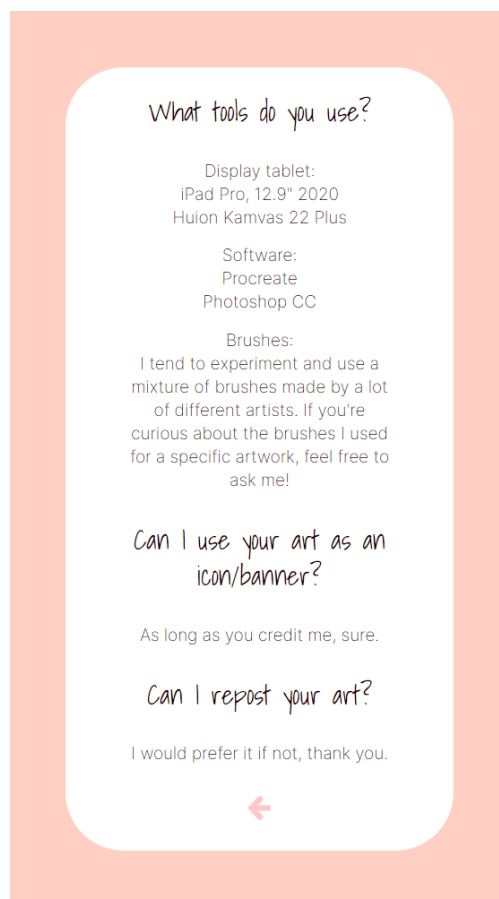 What tools do you use?
Display tablet:
iPad Pro, 12.9" 2020
Huion Kamvas 22 Plus
Software:
Procreate
Photoshop CC
Brushes:
I tend to experiment and use a
mixture of brushes made by a lot
of different artists. If you're
curious about the brushes I used
for a specific artwork, feel free to
ask me!
Can I use your art as an
icon/banner?
As long as you credit me, sure.
Can I repost your art?
I would prefer it if not, thank you.